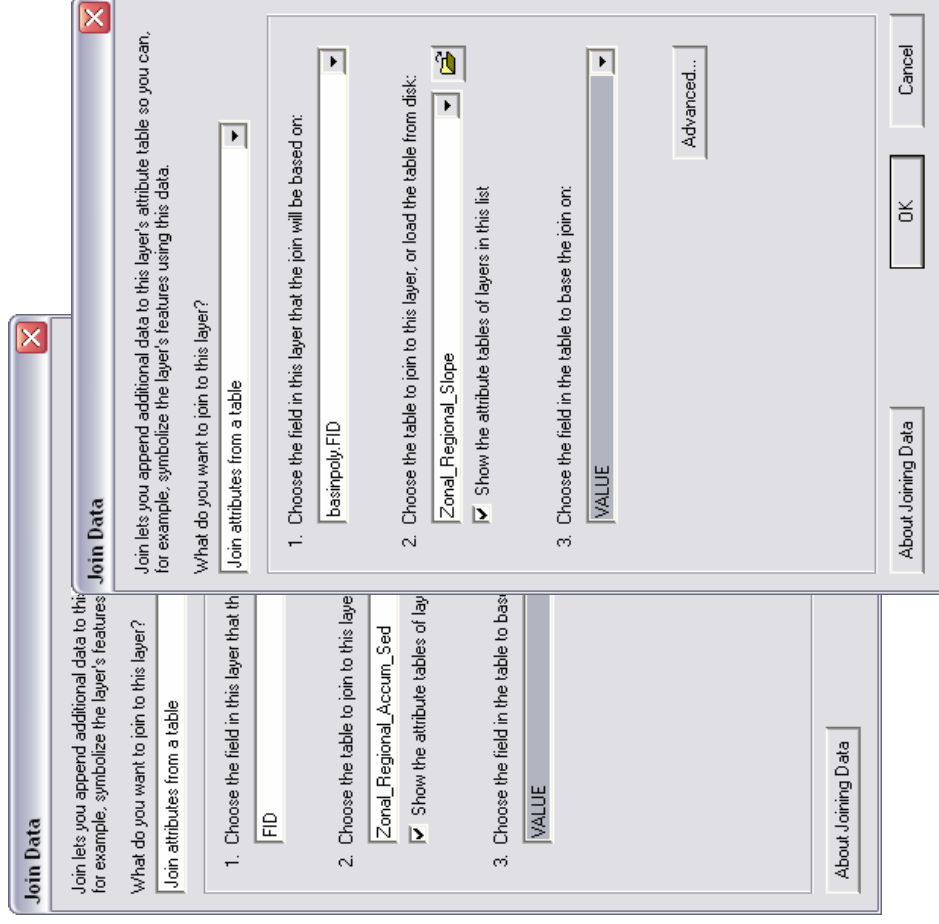 Join Data
Join lets you append additional data to this
for example, symbolize the layer's features
What do you want to join to this layer?
Join attributes from a table
1. Choose the field in this layer that th
FID
2. Choose the table to join to this laye
Zonal_Regional_Accum_Sed
Show the attribute tables of lay
3. Choose the field in the table to base
VALUE
About Joining Data
Join Data
Join lets you append additional data to this layer's attribute table so you can,
for example, symbolize the layer's features using this data.
What do you want to join to this layer?
Join attributes from a table
1. Choose the field in this layer that the join will be based on:
basinpoly.FID
2. Choose the table to join to this layer, or load the table from disk:
Zonal_Regional_Slope
Show the attribute tables of layers in this list
3. Choose the field in the table to base the join on:
VALUE
Advanced...
About Joining Data
OK
Cancel